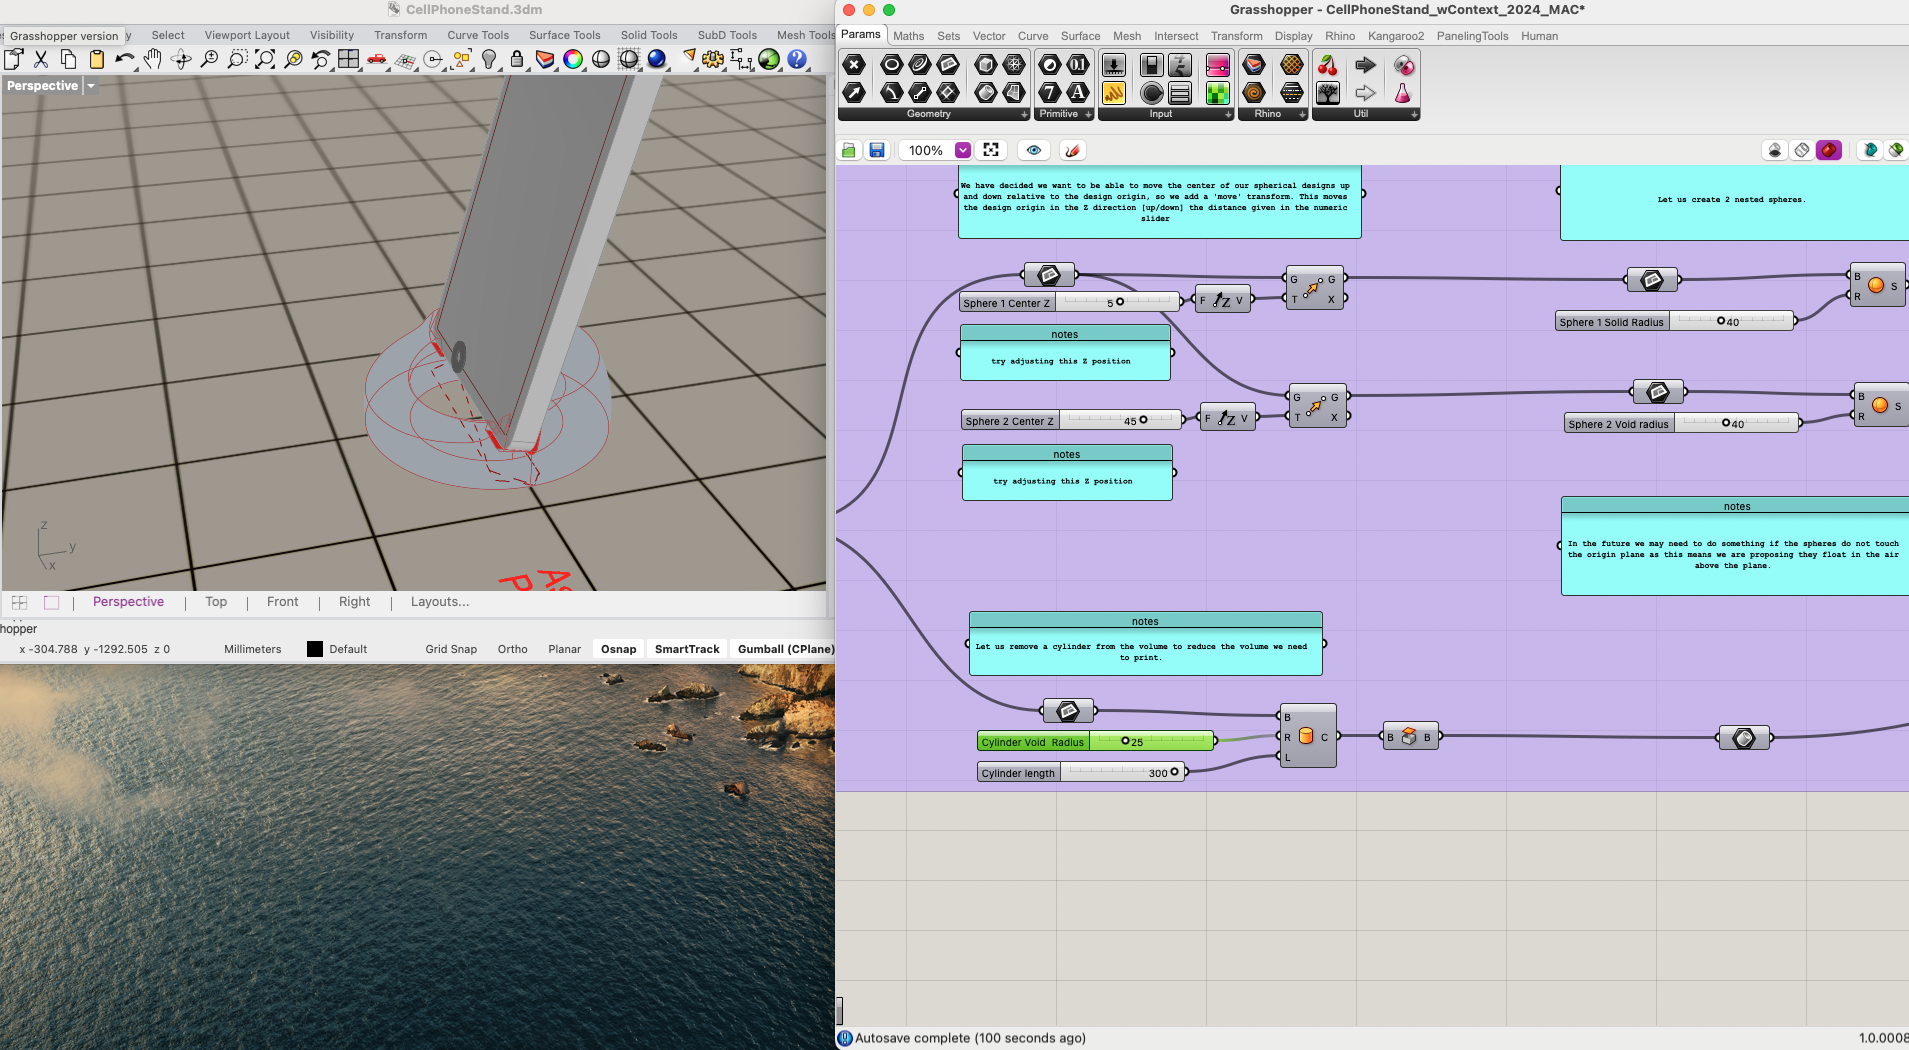 CellPhoneStand.3dm
Grasshopper version
Select
Viewport Layout
Visibility
Transform
Curve Tools
Surface Tools
Solid Tools
SubD Tools
Mesh Tools
Perspective
z
y
x
Perspective
Top
Front
Right
Layouts...
hopper
x -304.788 y -1292.505 z 0
Millimeters
Default
Grid Snap
Ortho
Planar
Osnap
SmartTrack
Gumball (CPlane)
Grasshopper - CellPhoneStand_wContext_2024_MAC*
Params
Maths
Sets
Vector
Curve
Surface
Mesh
Intersect
Transform
Display
Rhino
Kangaroo2
PanelingTools
Human
Geometry
Primitive
Input
Rhino
Util
100%
We have decided we want to be able to move the center of our spherical designs up
and down relative to the design origin, so we add a 'move' transform. This moves
the design origin in the Z direction [up/down] the distance given in the numeric
slider
Let us create 2 nested spheres.
Sphere 1 Center Z
5
F Z V
G G
T X
B
R S
Sphere 1 Solid Radius
40
notes
try adjusting this Z position
Sphere 2 Center Z
45
F Z V
G G
T X
B
R S
Sphere 2 Void radius
40
notes
try adjusting this Z position
notes
In the future we may need to do something if the spheres do not touch
the origin plane as this means we are proposing they float in the air
above the plane.
notes
Let us remove a cylinder from the volume to reduce the volume we need
to print.
Cylinder Void Radius
25
Cylinder length
300
B
R C
L
B B
Autosave complete (100 seconds ago)
1.0.0008